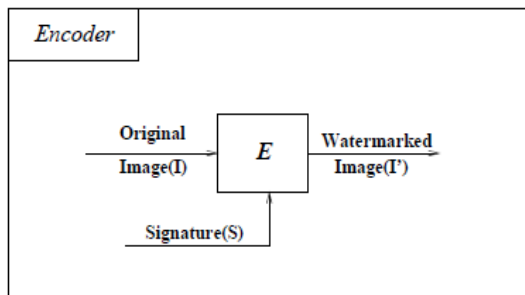 Encoder
Original
Image(I)
E
Watermarked
Image(I')
Signature(S)